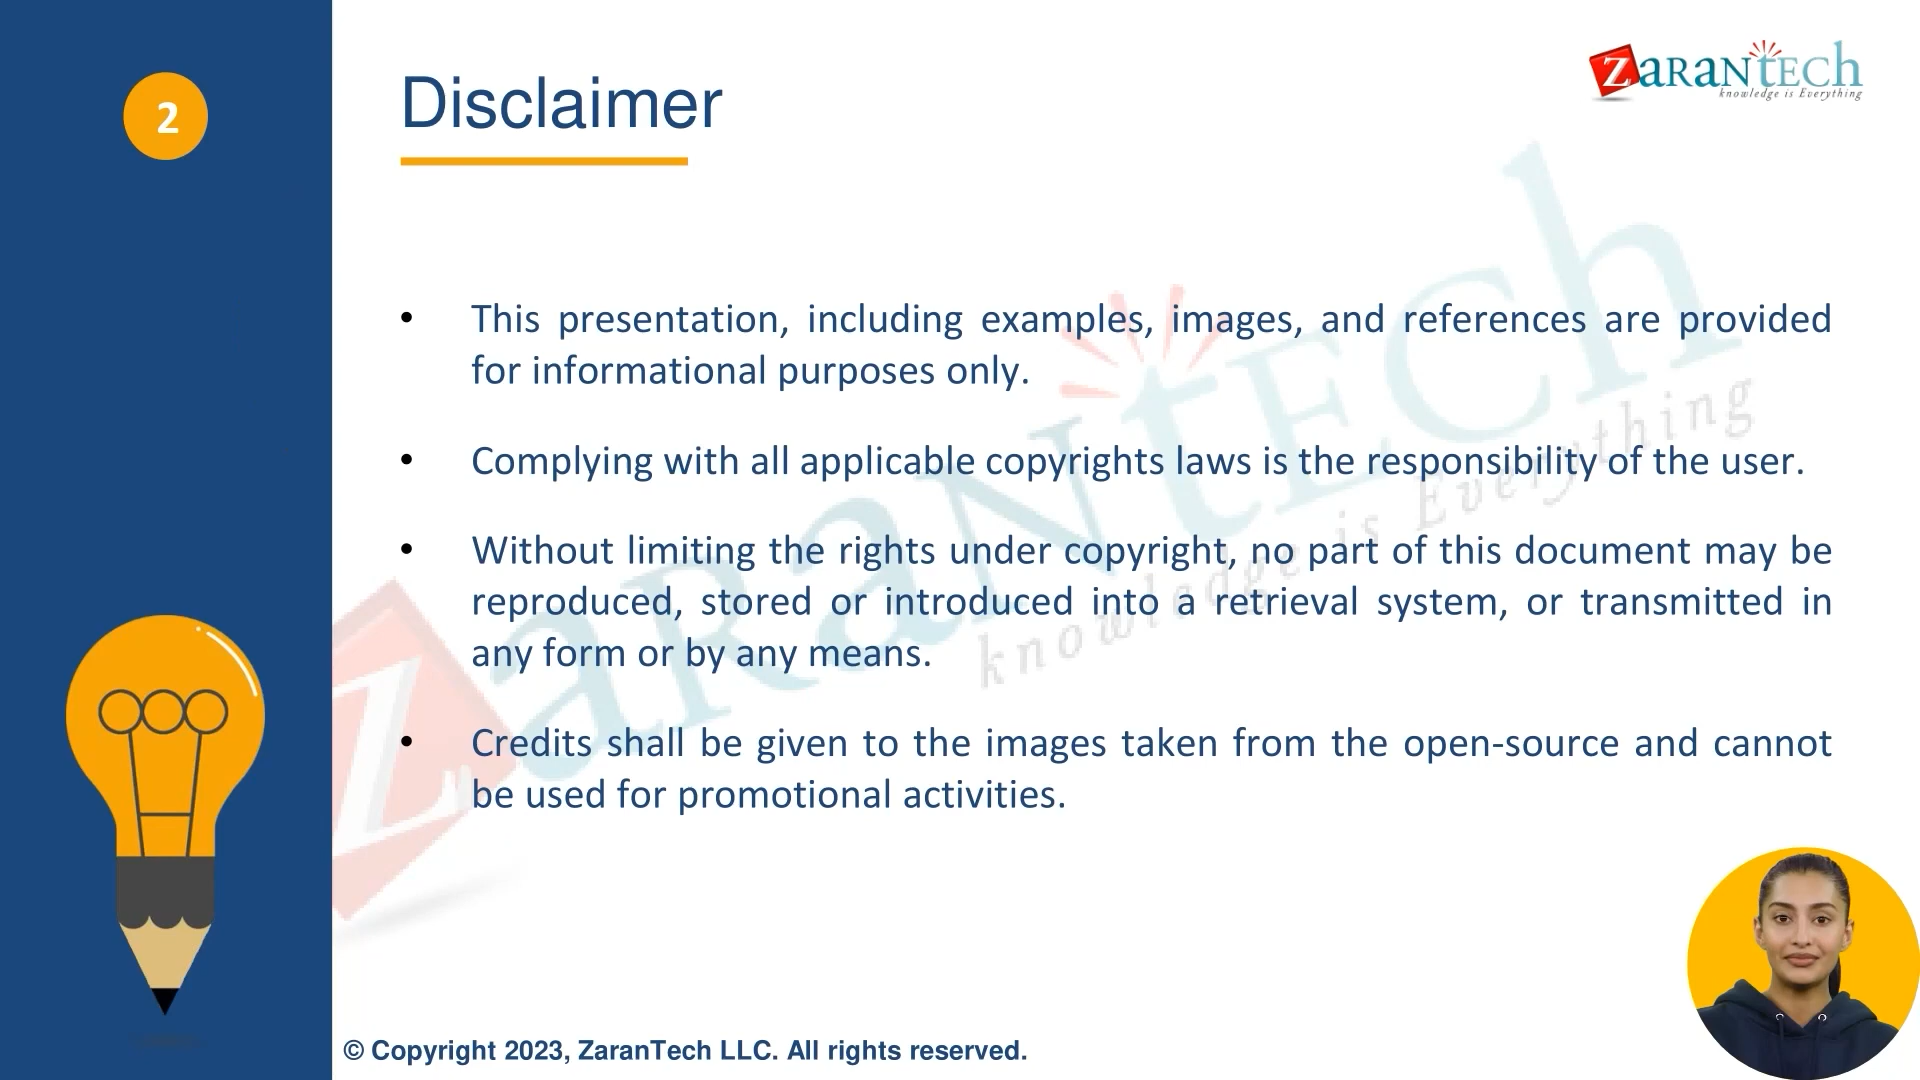 2
Disclaimer
ZaranTech
knowledge is Everything
• This presentation, including examples, images, and references are provided
for informational purposes only.
• Complying with all applicable copyrights laws is the responsibility of the user.
• Without limiting the rights under copyright, no part of this document may be
reproduced, stored or introduced into a retrieval system, or transmitted in
any form or by any means.
• Credits shall be given to the images taken from the open-source and cannot
be used for promotional activities.
ZaranTech
knowledge is Everything
© Copyright 2023, ZaranTech LLC. All rights reserved.